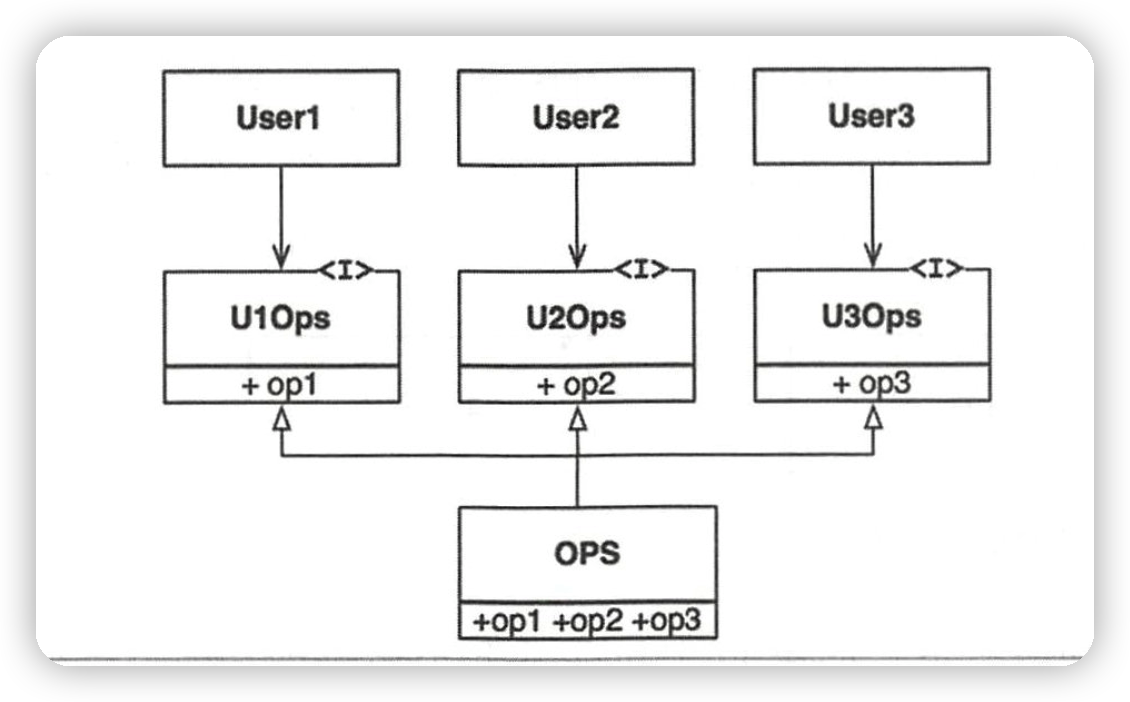 User1 User2 User3
<I> <I> <I>
U1Ops U2Ops U3Ops
+ op1 + op2 + op3
OPS
+op1 +op2 +op3